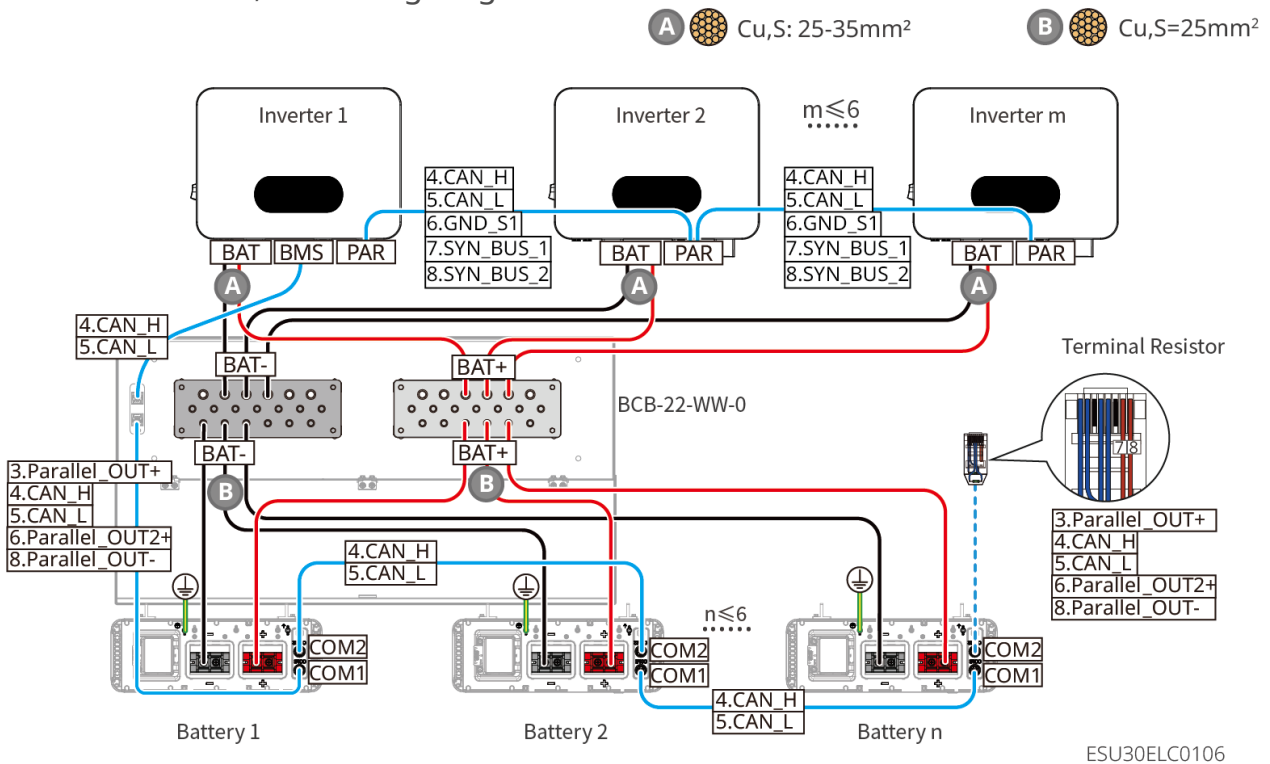 A Cu,S: 25-35mm²
B Cu,S=25mm²
Inverter 1
Inverter 2
m⩽6
Inverter m
4.CAN_H
5.CAN_L
6.GND_S1
7.SYN_BUS_1
8.SYN_BUS_2
4.CAN_H
5.CAN_L
6.GND_S1
7.SYN_BUS_1
8.SYN_BUS_2
BAT
BMS
PAR
BAT
PAR
BAT
PAR
A
A
A
4.CAN_H
5.CAN_L
BAT-
BAT+
Terminal Resistor
BCB-22-WW-0
7 8
BAT-
BAT+
3.Parallel_OUT+
4.CAN_H
5.CAN_L
6.Parallel_OUT2+
8.Parallel_OUT-
B
B
3.Parallel_OUT+
4.CAN_H
5.CAN_L
6.Parallel_OUT2+
8.Parallel_OUT-
4.CAN_H
5.CAN_L
n≤6
COM2
COM1
COM2
COM1
COM2
COM1
4.CAN_H
5.CAN_L
Battery 1
Battery 2
Battery n
ESU30ELC0106